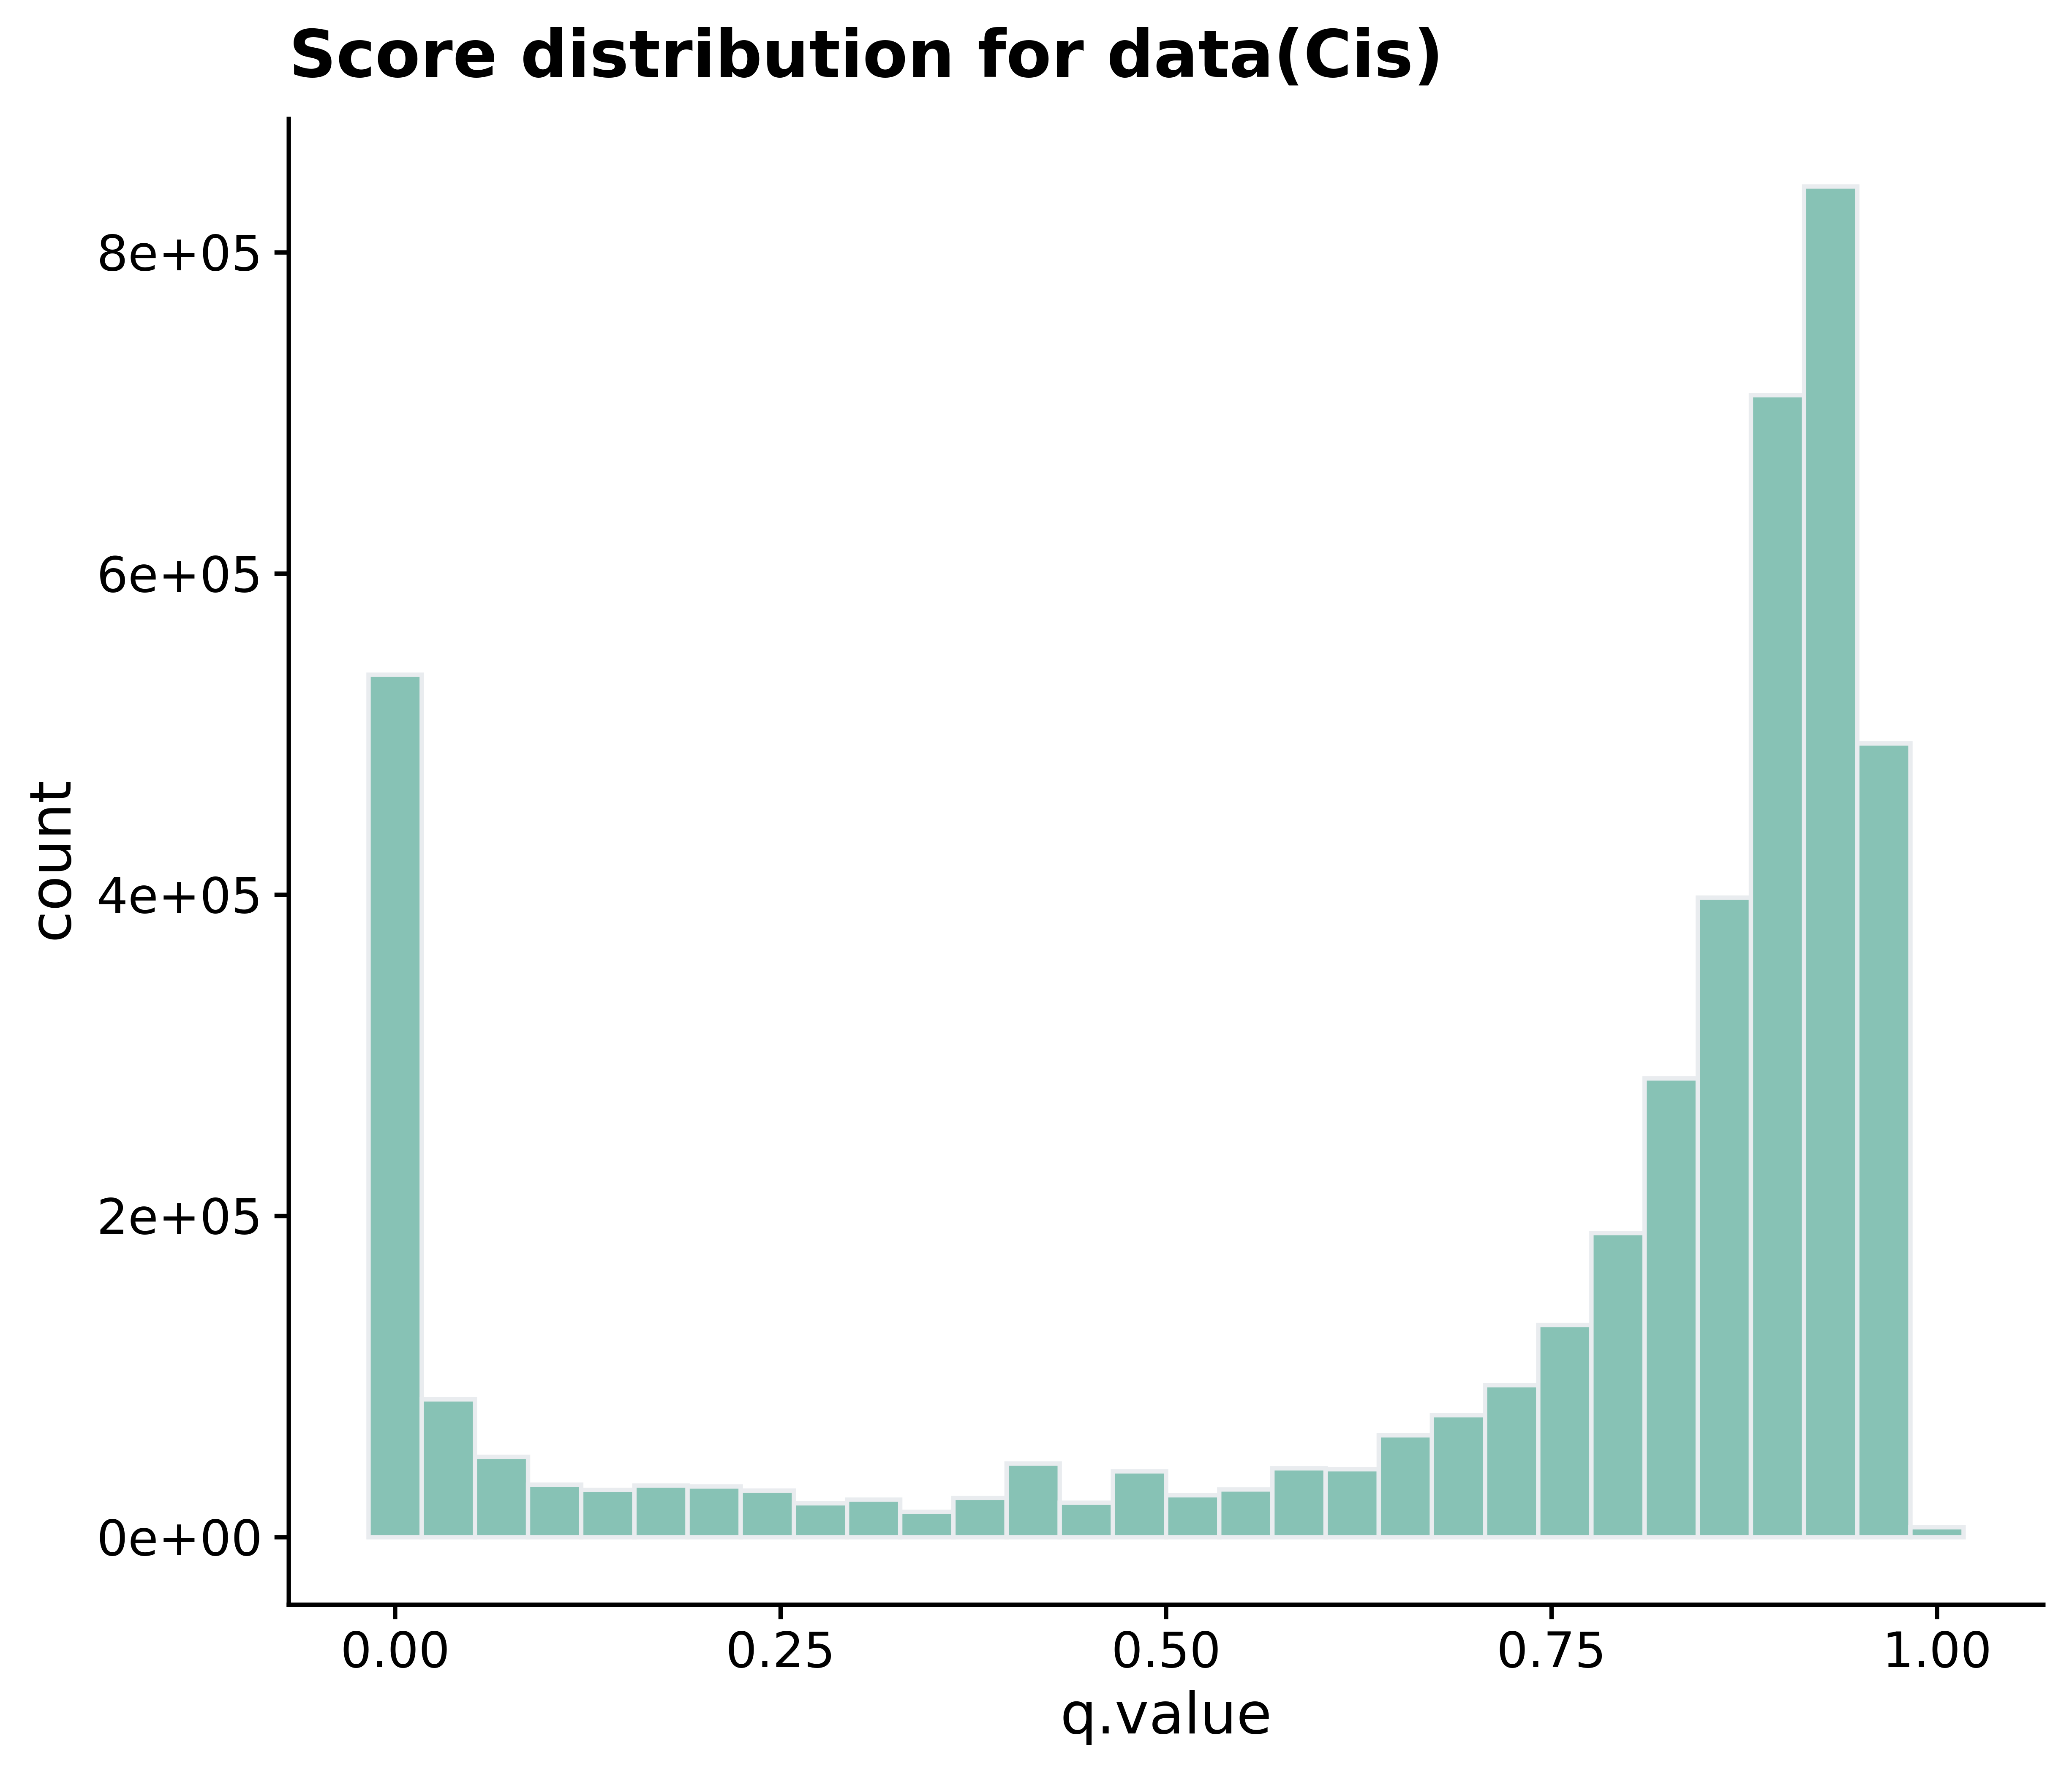 Score distribution for data(Cis)
8e+05
6e+05
4e+05
2e+05
0e+00
count
0.00 0.25 0.50 0.75 1.00
q.value